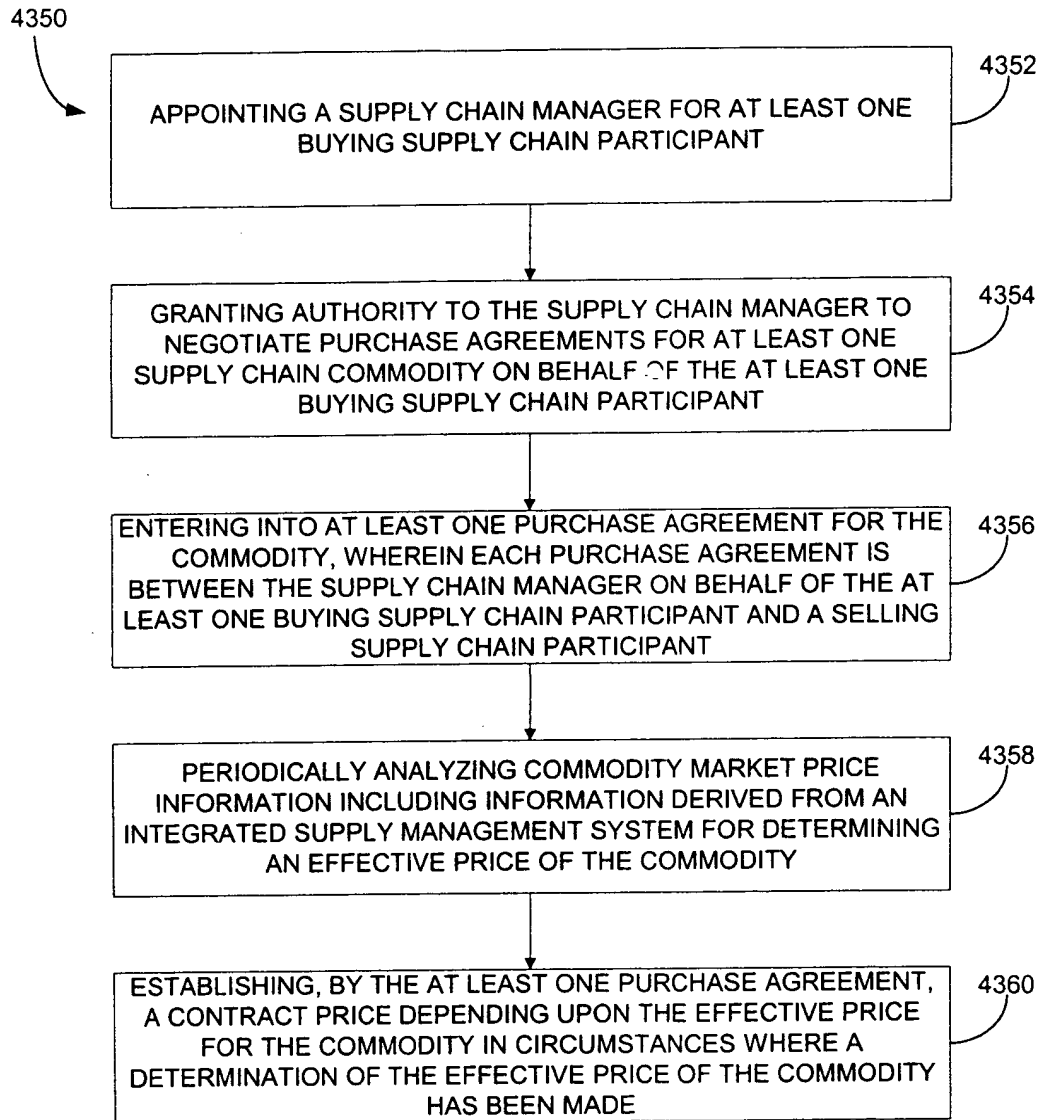 4350
4352
APPOINTING A SUPPLY CHAIN MANAGER FOR AT LEAST ONE
BUYING SUPPLY CHAIN PARTICIPANT
4354
GRANTING AUTHORITY TO THE SUPPLY CHAIN MANAGER TO
NEGOTIATE PURCHASE AGREEMENTS FOR AT LEAST ONE
SUPPLY CHAIN COMMODITY ON BEHALF OF THE AT LEAST ONE
BUYING SUPPLY CHAIN PARTICIPANT
4356
ENTERING INTO AT LEAST ONE PURCHASE AGREEMENT FOR THE
COMMODITY, WHEREIN EACH PURCHASE AGREEMENT IS
BETWEEN THE SUPPLY CHAIN MANAGER ON BEHALF OF THE AT
LEAST ONE BUYING SUPPLY CHAIN PARTICIPANT AND A SELLING
SUPPLY CHAIN PARTICIPANT
4358
PERIODICALLY ANALYZING COMMODITY MARKET PRICE
INFORMATION INCLUDING INFORMATION DERIVED FROM AN
INTEGRATED SUPPLY MANAGEMENT SYSTEM FOR DETERMINING
AN EFFECTIVE PRICE OF THE COMMODITY
4360
ESTABLISHING, BY THE AT LEAST ONE PURCHASE AGREEMENT,
A CONTRACT PRICE DEPENDING UPON THE EFFECTIVE PRICE
FOR THE COMMODITY IN CIRCUMSTANCES WHERE A
DETERMINATION OF THE EFFECTIVE PRICE OF THE COMMODITY
HAS BEEN MADE